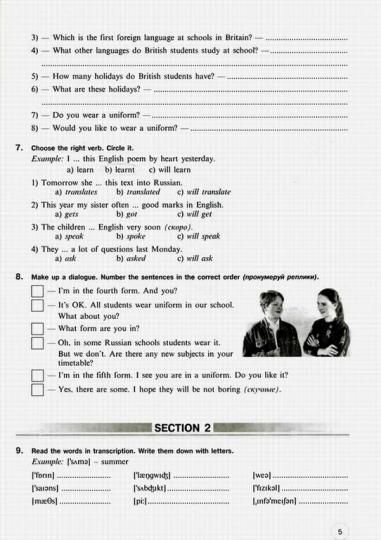 3) — Which is the first foreign language at schools in Britain? — ......
4) — What other languages do British students study at school? — ......
......
5) — How many holidays do British students have? — ......
6) — What are these holidays? — ......
......
7) — Do you wear a uniform? — ......
8) — Would you like to wear a uniform? — ......
7. Choose the right verb. Circle it.
Example: I ... this English poem by heart yesterday.
a) learn b) learnt c) will learn
1) Tomorrow she ... this text into Russian.
a) translates b) translated c) will translate
2) This year my sister often ... good marks in English.
a) gets b) got c) will get
3) The children ... English very soon (скоро).
a) speak b) spoke c) will speak
4) They ... a lot of questions last Monday.
a) ask b) asked c) will ask
8. Make up a dialogue. Number the sentences in the correct order (пронумеруй реплики).
— I'm in the fourth form. And you?
— It's OK. All students wear uniform in our school.
What about you?
— What form are you in?
— Oh, in some Russian schools students wear it.
But we don't. Are there any new subjects in your
timetable?
— I'm in the fifth form. I see you are in a uniform. Do you like it?
— Yes, there are some. I hope they will be not boring (скучные).
SECTION 2
9. Read the words in transcription. Write them down with letters.
Example: ['sʌmə] – summer
['fɒrɪn] ...... ['læŋgwɪʤ] ...... [weə] ......
['saɪəns] ...... ['sʌbʤɪkt] ...... ['fɪzɪkəl] ......
[mæθs] ...... [piː] ...... [ˌɪnfə'meɪʃən] ......
5